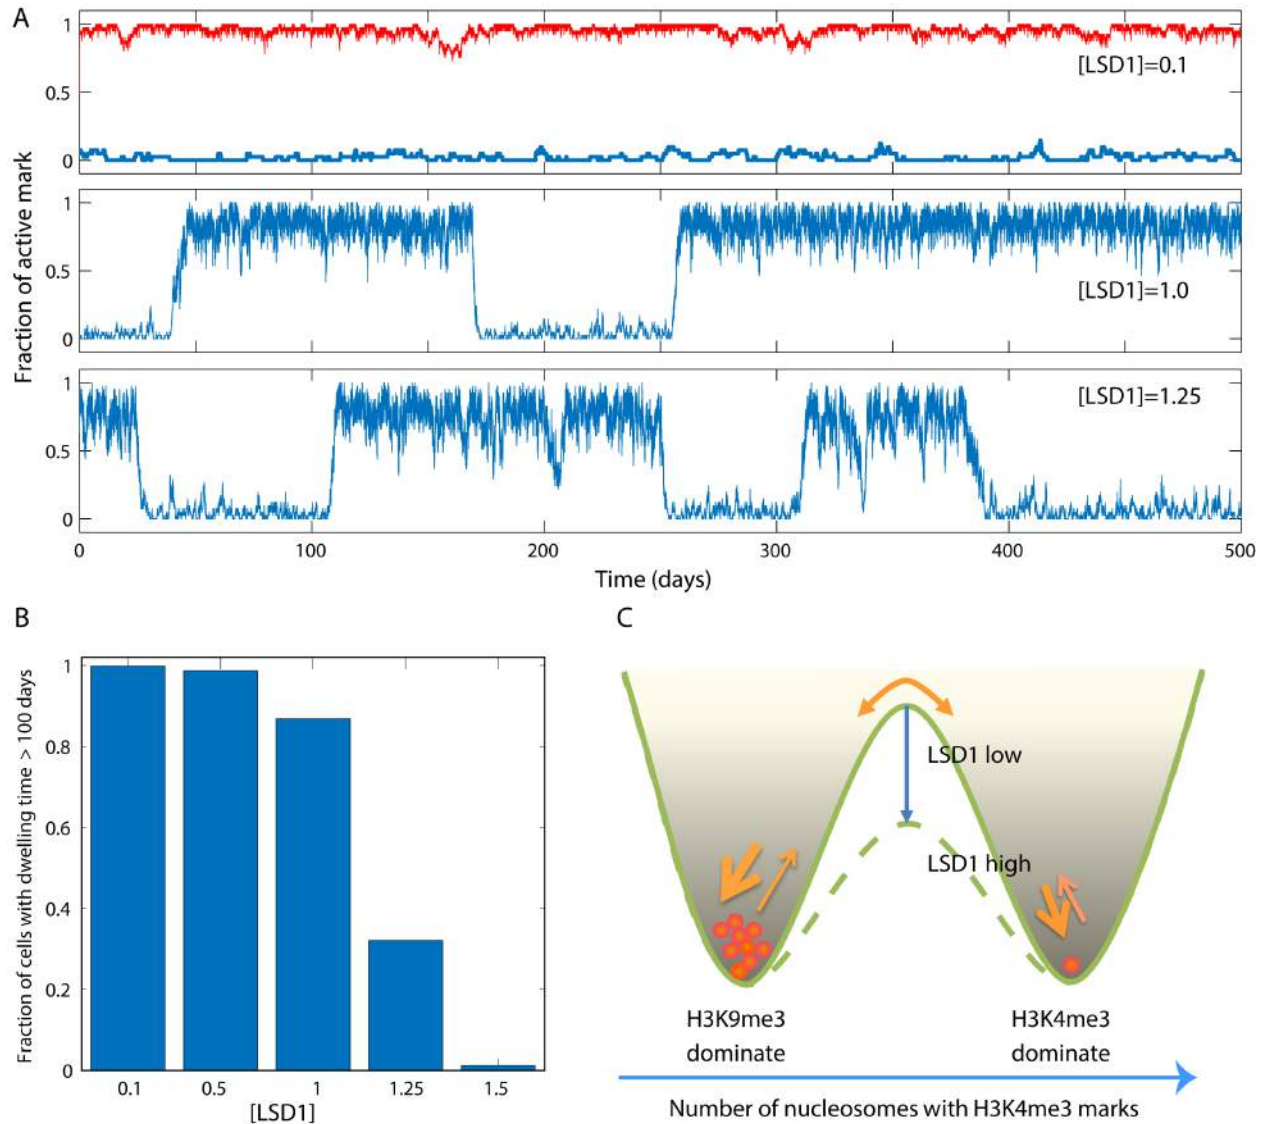 A
Fraction of active mark
1
0.5
0
[LSD1]=0.1
1
0.5
0
[LSD1]=1.0
1
0.5
0
[LSD1]=1.25
0 100 200 300 400 500
Time (days)
B
Fraction of cells with dwelling time > 100 days
1
0.8
0.6
0.4
0.2
0
0.1 0.5 1 1.25 1.5
[LSD1]
C
LSD1 low
LSD1 high
H3K9me3 H3K4me3
dominate dominate
Number of nucleosomes with H3K4me3 marks